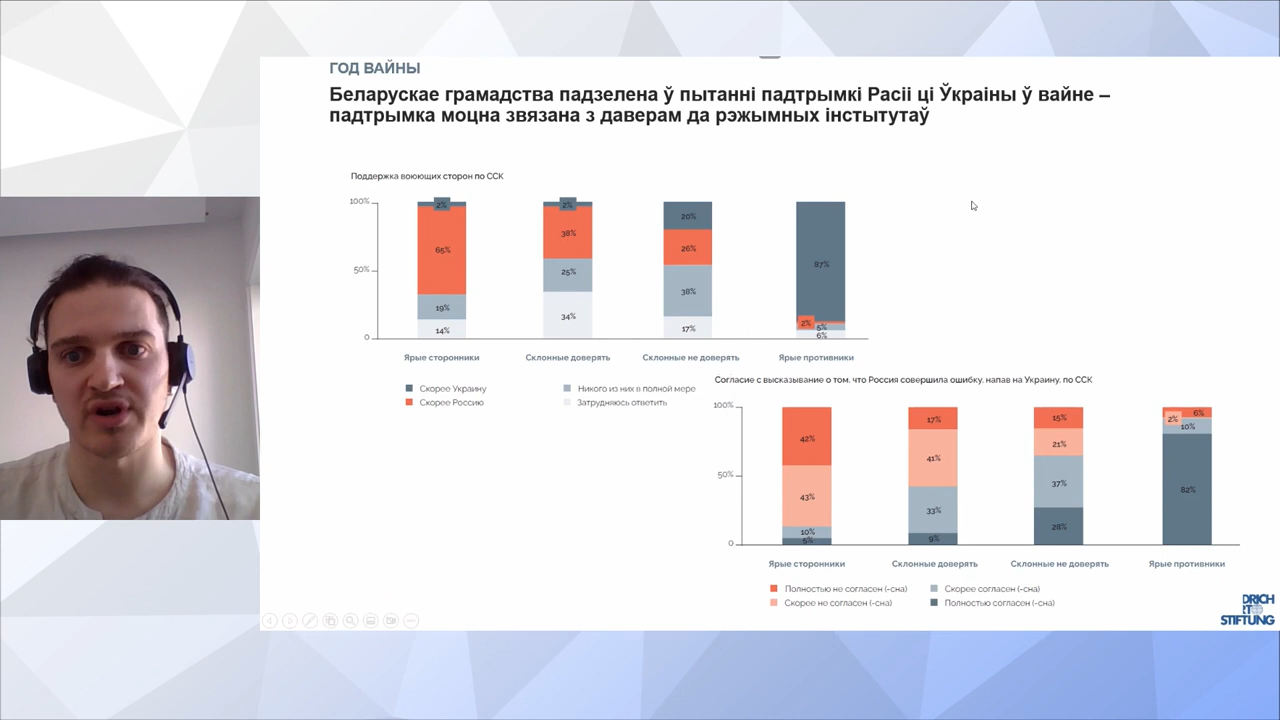 ГОД ВАЙНЫ
Беларускае грамадства падзелена ў пытанні падтрымкі Расіі ці Ўкраіны ў вайне –
падтрымка моцна звязана з даверам да рэжымных інстытутаў
Поддержка воюющих сторон по ССК
100%
50%
0
2%
65%
19%
14%
2%
38%
25%
34%
20%
26%
38%
17%
87%
2%
5%
6%
Ярые сторонники
Склонные доверять
Склонные не доверять
Ярые противники
Скорее Украину
Никого из них в полной мере
Скорее Россию
Затрудняюсь ответить
Согласие с высказывание о том, что Россия совершила ошибку, напав на Украину, по ССК
100%
50%
0
42%
43%
10%
5%
17%
41%
33%
9%
15%
21%
37%
28%
6%
2%
10%
82%
Ярые сторонники
Склонные доверять
Склонные не доверять
Ярые противники
Полностью не согласен (-сна)
Скорее согласен (-сна)
Скорее не согласен (-сна)
Полностью согласен (-сна)
DRICH
RT
STIFTUNG